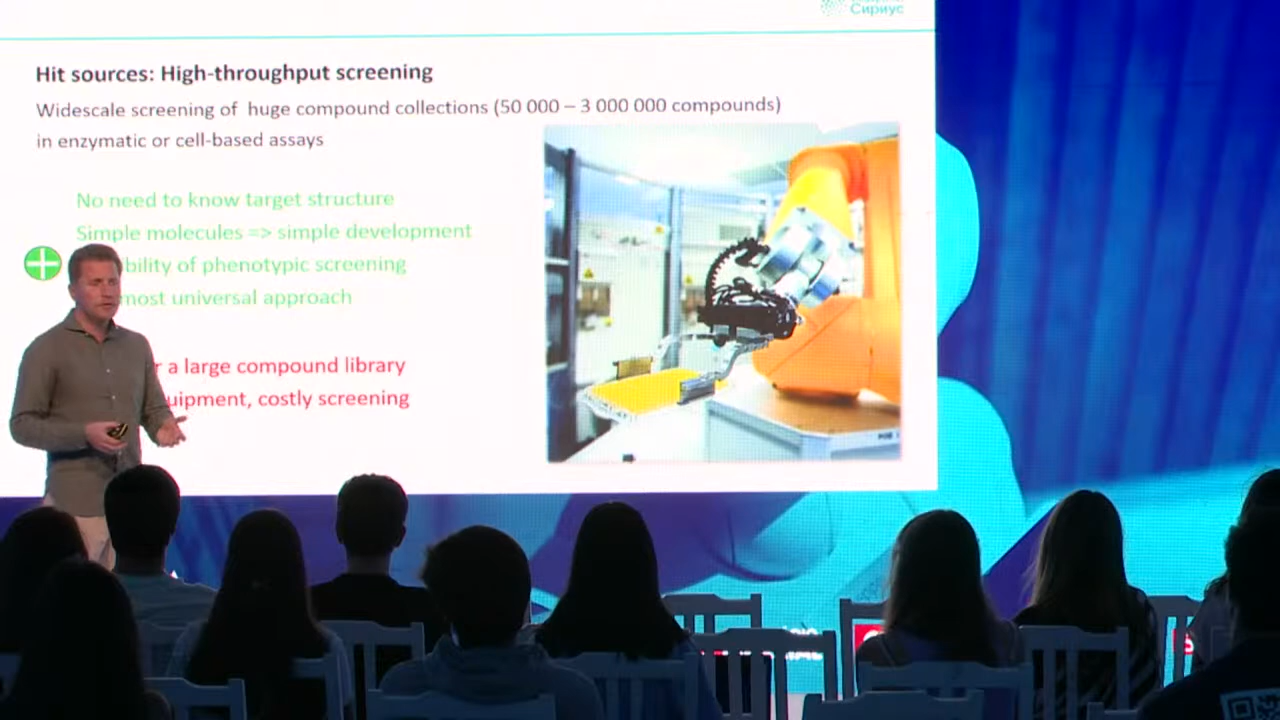 Сириус
Hit sources: High-throughput screening
Widescale screening of huge compound collections (50 000 – 3 000 000 compounds)
in enzymatic or cell-based assays
No need to know target structure
Simple molecules => simple development
bility of phenotypic screening
most universal approach
a large compound library
uipment, costly screening